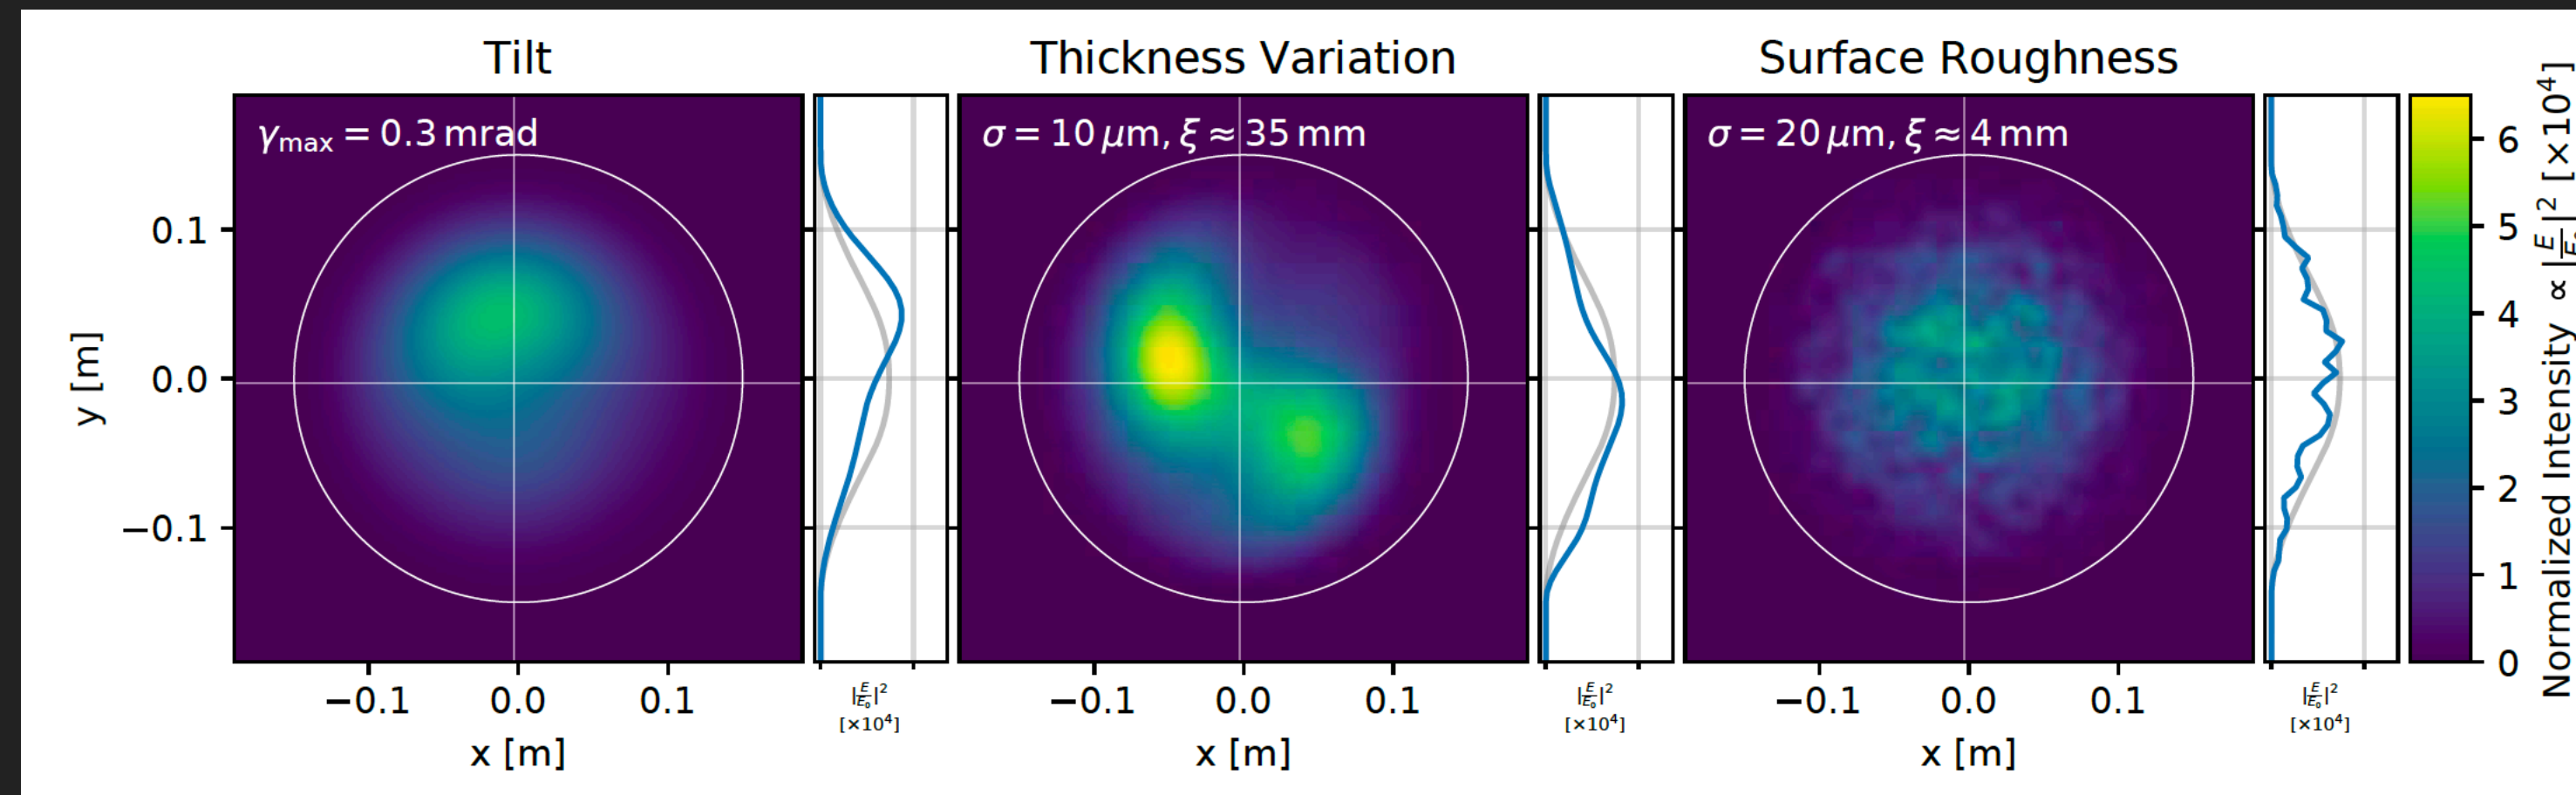 Tilt
Thickness Variation
Surface Roughness
γmax = 0.3 mrad
σ = 10 μm, ξ ≈ 35 mm
σ = 20 μm, ξ ≈ 4 mm
y [m]
0.1
0.0
−0.1
−0.1 0.0 0.1
x [m]
|E/E₀|²
[×10⁴]
−0.1 0.0 0.1
x [m]
|E/E₀|²
[×10⁴]
−0.1 0.0 0.1
x [m]
|E/E₀|²
[×10⁴]
6
5
4
3
2
1
0
Normalized Intensity ∝ |E/E|² [×10⁴]